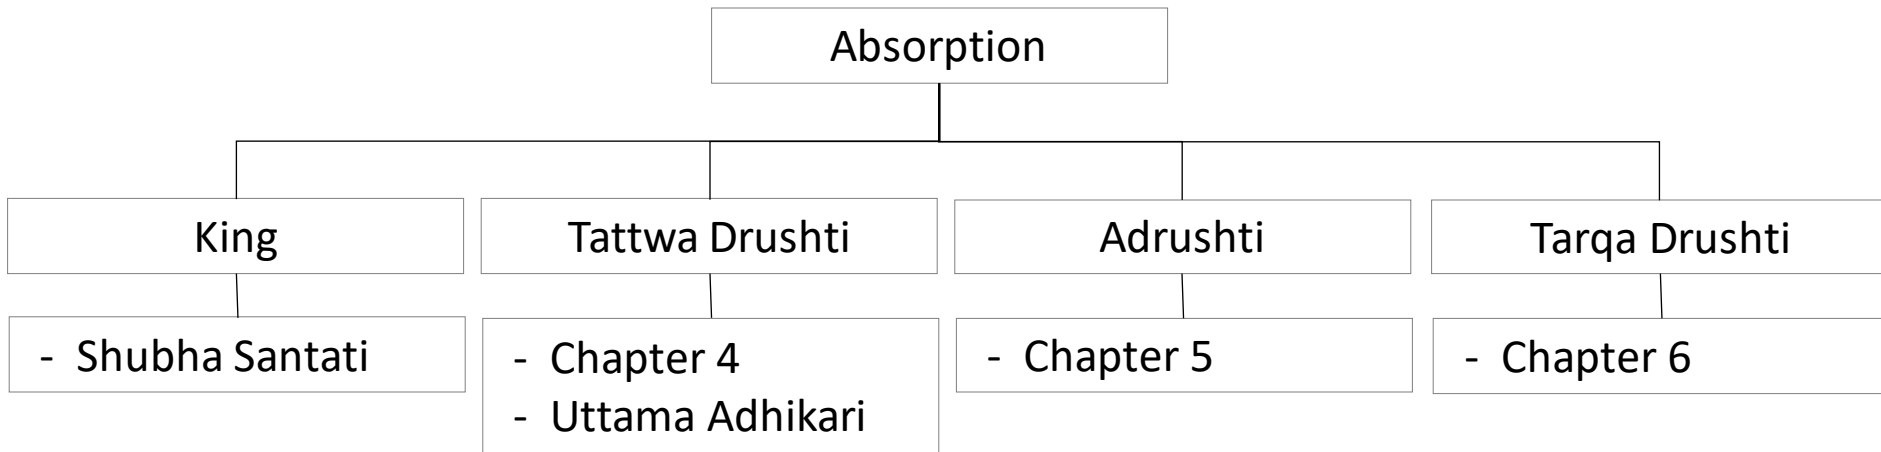 Absorption
King
Tattwa Drushti
Adrushti
Tarqa Drushti
- Shubha Santati
- Chapter 4
- Uttama Adhikari
- Chapter 5
- Chapter 6